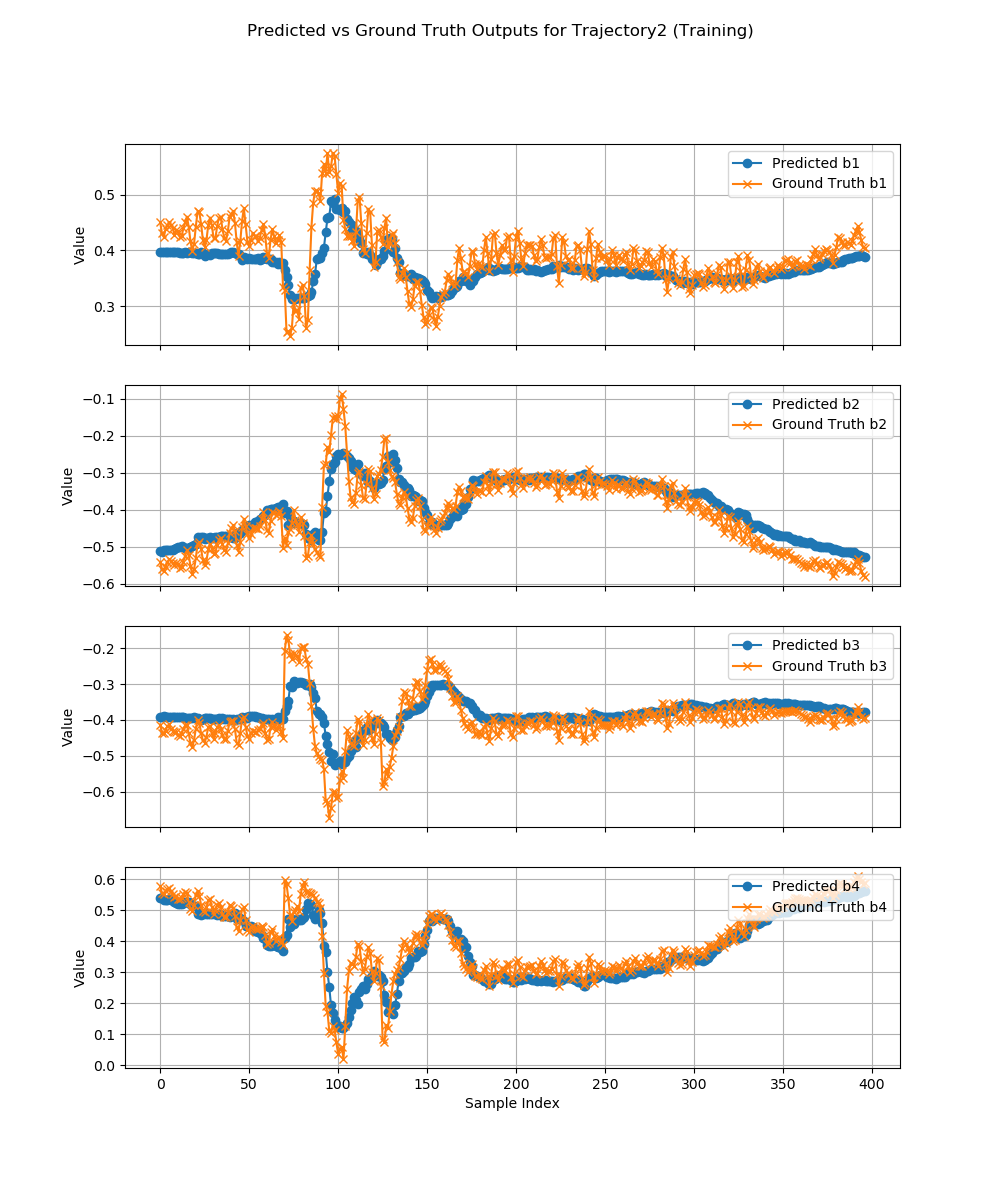 Predicted vs Ground Truth Outputs for Trajectory2 (Training)
Predicted b1
Ground Truth b1
0.5
0.4
0.3
Value
Predicted b2
Ground Truth b2
−0.1
−0.2
−0.3
−0.4
−0.5
−0.6
Value
Predicted b3
Ground Truth b3
−0.2
−0.3
−0.4
−0.5
−0.6
Value
Predicted b4
Ground Truth b4
0.6
0.5
0.4
0.3
0.2
0.1
0.0
Value
0 50 100 150 200 250 300 350 400
Sample Index